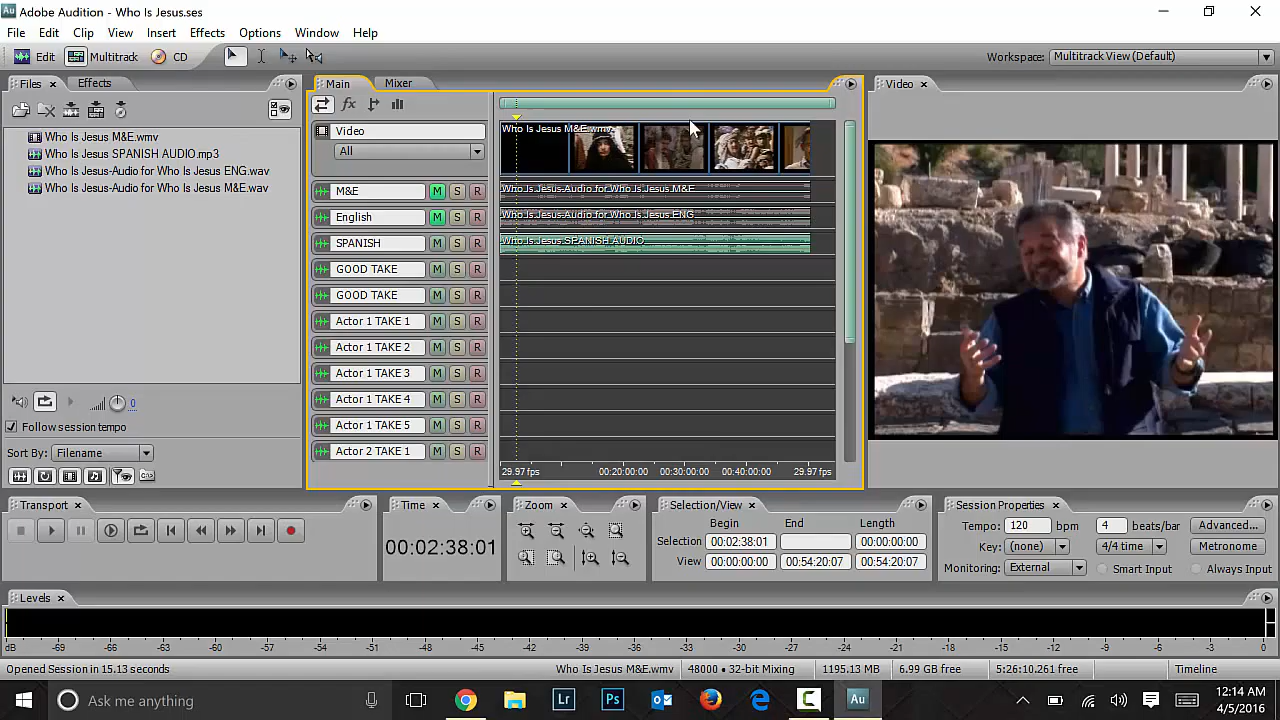 Au Adobe Audition - Who Is Jesus.ses
File Edit Clip View Insert Effects Options Window Help
Edit Multitrack CD
Workspace: Multitrack View (Default)
Files Effects
Who Is Jesus M&E.wmv
Who Is Jesus SPANISH AUDIO.mp3
Who Is Jesus-Audio for Who Is Jesus ENG.wav
Who Is Jesus-Audio for Who Is Jesus M&E.wav
0
Follow session tempo
Sort By: Filename
Main Mixer
fx
Video
All
Who Is Jesus M&E.wmv
M&E M S R
Who Is Jesus-Audio for Who Is Jesus M&E
English M S R
Who Is Jesus-Audio for Who Is Jesus ENG
SPANISH M S R
Who Is Jesus SPANISH AUDIO
GOOD TAKE M S R
GOOD TAKE M S R
Actor 1 TAKE 1 M S R
Actor 1 TAKE 2 M S R
Actor 1 TAKE 3 M S R
Actor 1 TAKE 4 M S R
Actor 1 TAKE 5 M S R
Actor 2 TAKE 1 M S R
29.97 fps 00:20:00:00 00:30:00:00 00:40:00:00 29.97 fps
Video
Transport
Time
00:02:38:01
Zoom
Selection/View
Begin End Length
Selection 00:02:38:01 00:00:00:00
View 00:00:00:00 00:54:20:07 00:54:20:07
Session Properties
Tempo: 120 bpm 4 beats/bar Advanced...
Key: (none) 4/4 time Metronome
Monitoring: External Smart Input Always Input
Levels
dB -69 -66 -63 -60 -57 -54 -51 -48 -45 -42 -39 -36 -33 -30 -27 -24 -21 -18 -15 -12 -9 -6 -3 0
Opened Session in 15.13 seconds
Who Is Jesus M&E.wmv 48000 • 32-bit Mixing 1195.13 MB 6.99 GB free 5:26:10.261 free Timeline
Ask me anything
Lr Ps Au
12:14 AM
4/5/2016